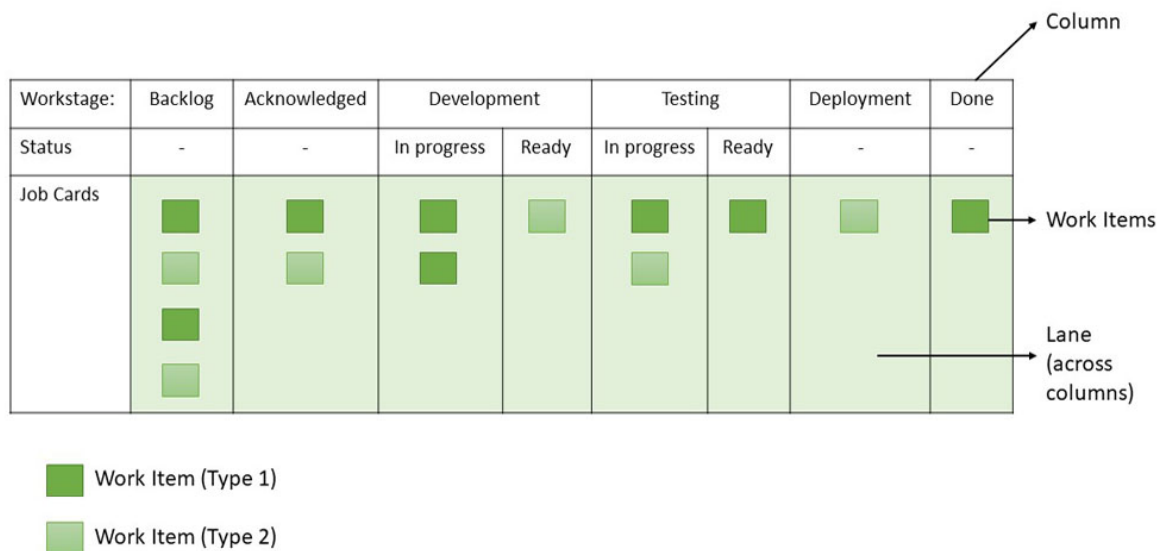 Column
Workstage: Backlog Acknowledged Development Testing Deployment Done
Status - - In progress Ready In progress Ready - -
Job Cards
Work Items
Lane
(across
columns)
Work Item (Type 1)
Work Item (Type 2)